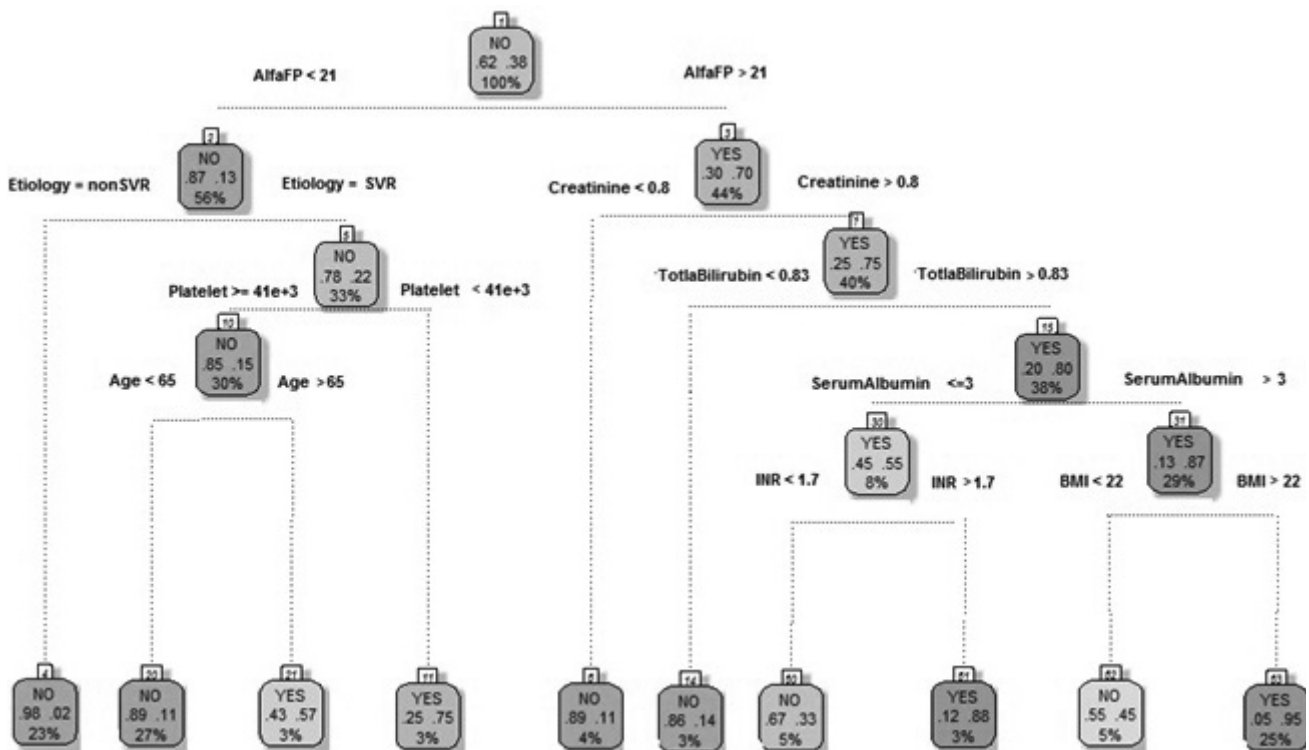 1
NO
.62 .38
100%
AlfaFP < 21
AlfaFP > 21
2
NO
.87 .13
56%
3
YES
.30 .70
44%
Etiology = nonSVR
Etiology = SVR
Creatinine < 0.8
Creatinine > 0.8
5
NO
.78 .22
33%
7
YES
.25 .75
40%
Platelet >= 41e+3
Platelet < 41e+3
TotlaBilirubin < 0.83
TotlaBilirubin > 0.83
10
NO
.85 .15
30%
15
YES
.20 .80
38%
Age < 65
Age >65
SerumAlbumin <=3
SerumAlbumin > 3
30
YES
.45 .55
8%
31
YES
.13 .87
29%
INR < 1.7
INR >1.7
BMI < 22
BMI > 22
4
NO
.98 .02
23%
20
NO
.89 .11
27%
21
YES
.43 .57
3%
11
YES
.25 .75
3%
NO
.89 .11
4%
14
NO
.86 .14
3%
NO
.67 .33
5%
YES
.12 .88
3%
NO
.55 .45
5%
YES
.05 .95
25%